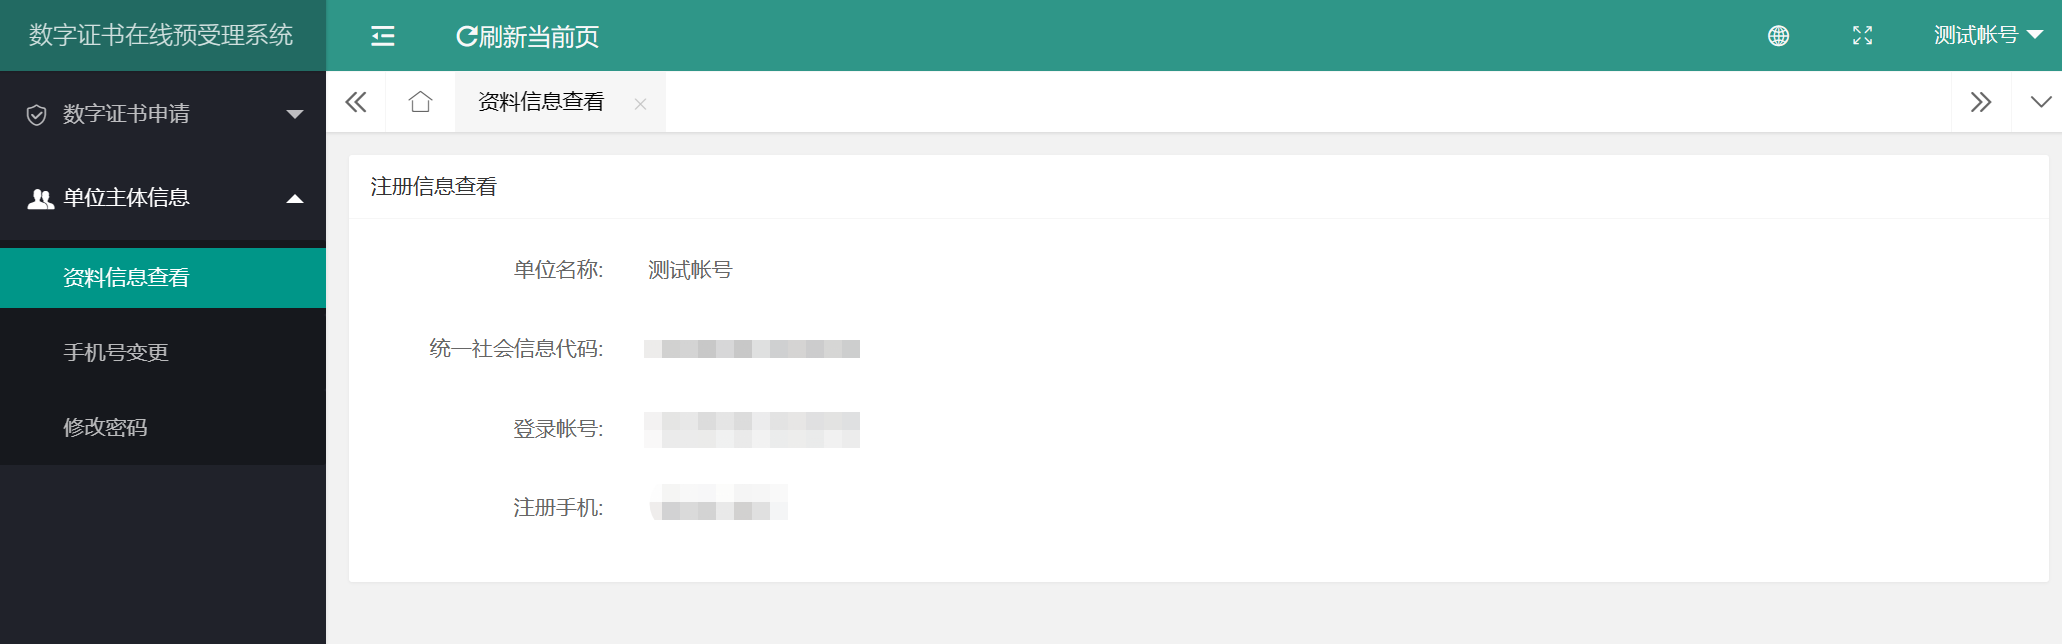 数字证书在线预受理系统
刷新当前页
测试帐号
数字证书申请
单位主体信息
资料信息查看
手机号变更
修改密码
资料信息查看
注册信息查看
单位名称: 测试帐号
统一社会信息代码:
登录帐号:
注册手机: